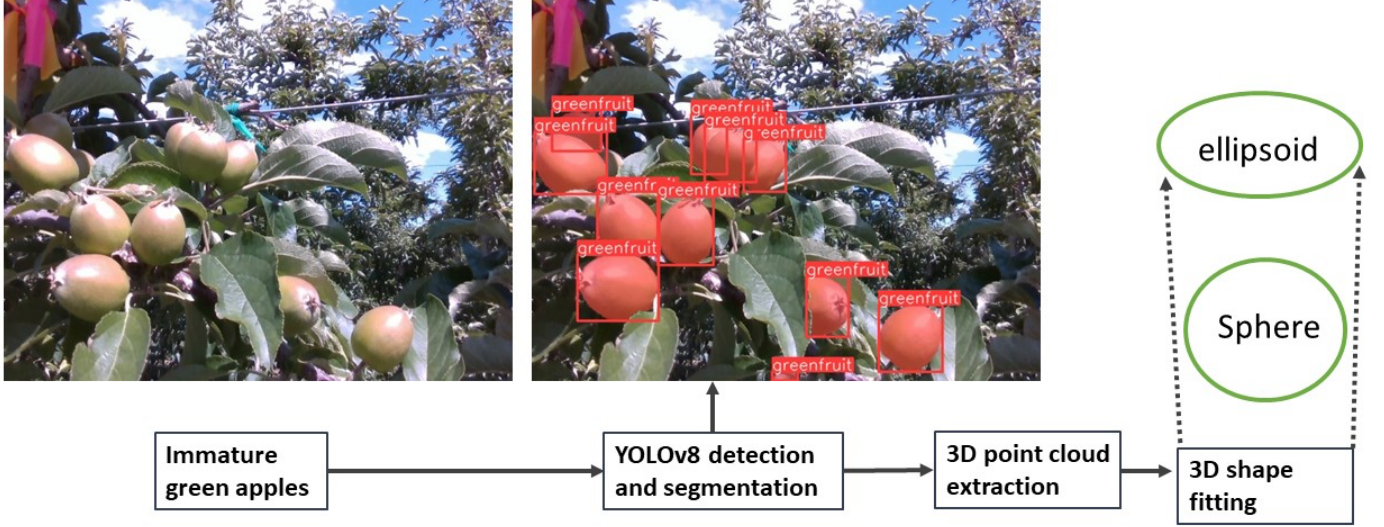 greenfruit
greenfruit
greenfruit
greenfruit
greenfruit
greenfr
greenfruit
greenfruit
greenfruit
greenfruit
greenfruit
ellipsoid
Sphere
Immature
green apples
YOLOv8 detection
and segmentation
3D point cloud
extraction
3D shape
fitting